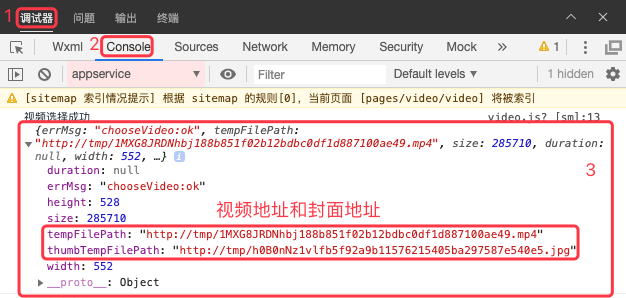 1 调试器 问题 输出 终端
Wxml 2 Console Sources Network Memory Security Mock » 1
appservice Filter Default levels 1 hidden
[sitemap 索引情况提示] 根据 sitemap 的规则[0]，当前页面 [pages/video/video] 将被索引
视频选择成功 video.js? [sm]:13
{errMsg: "chooseVideo:ok", tempFilePath:
"http://tmp/1MXG8JRDNhbj188b851f02b12bdbc0df1d887100ae49.mp4", size: 285710, duration:
null, width: 552, …}
3
duration: null
errMsg: "chooseVideo:ok"
height: 528
size: 285710
视频地址和封面地址
tempFilePath: "http://tmp/1MXG8JRDNhbj188b851f02b12bdbc0df1d887100ae49.mp4"
thumbTempFilePath: "http://tmp/h0B0nNz1vlfb5f92a9b11576215405ba297587e540e5.jpg"
width: 552
__proto__: Object